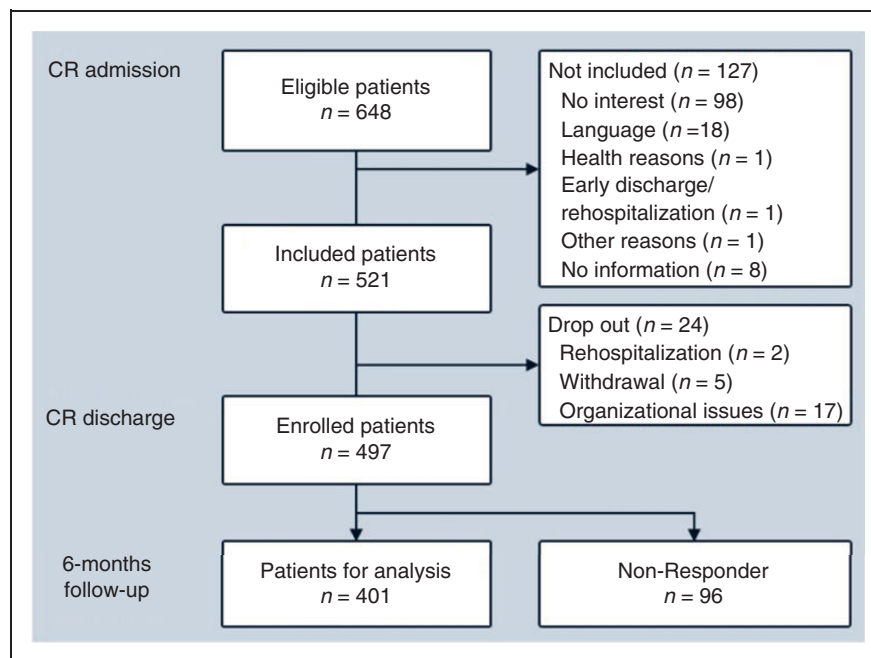 CR admission
Eligible patients
n = 648
Not included (n = 127)
No interest (n = 98)
Language (n =18)
Health reasons (n = 1)
Early discharge/
rehospitalization (n = 1)
Other reasons (n = 1)
No information (n = 8)
Included patients
n = 521
Drop out (n = 24)
Rehospitalization (n = 2)
Withdrawal (n = 5)
Organizational issues (n = 17)
CR discharge
Enrolled patients
n = 497
6-months
follow-up
Patients for analysis
n = 401
Non-Responder
n = 96